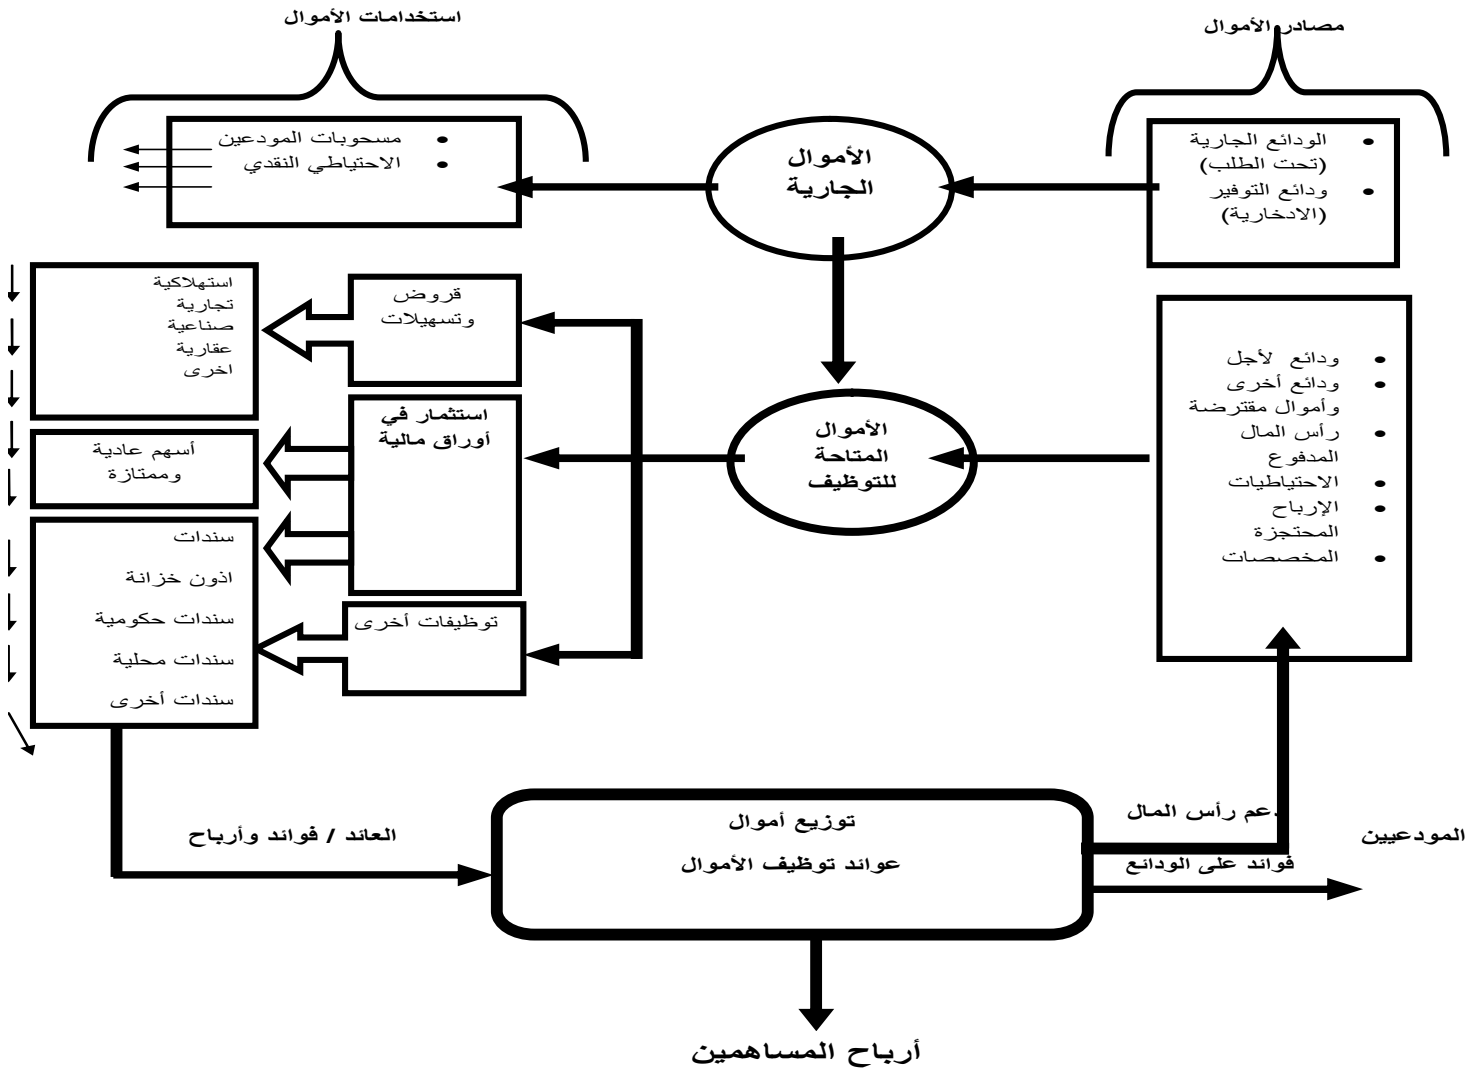 مصادر الأموال
استخدامات الأموال
الودائع الجارية
(تحت الطلب)
ودائع التوفير
(الادخارية)
الأموال
الجارية
مسحوبات المودعين
الاحتياطي النقدي
ودائع لأجل
ودائع أخرى
وأموال مقترضة
رأس المال
المدفوع
الاحتياطيات
الإرباح
المحتجزة
المخصصات
الأموال
المتاحة
للتوظيف
قروض
وتسهيلات
استثمار في
أوراق مالية
توظيفات أخرى
استهلاكية
تجارية
صناعية
عقارية
اخرى
أسهم عادية
وممتازة
سندات
اذون خزانة
سندات حكومية
سندات محلية
سندات أخرى
المودعيين
دعم رأس المال
فوائد على الودائع
توزيع أموال
عوائد توظيف الأموال
العائد / فوائد وأرباح
أرباح المساهمين